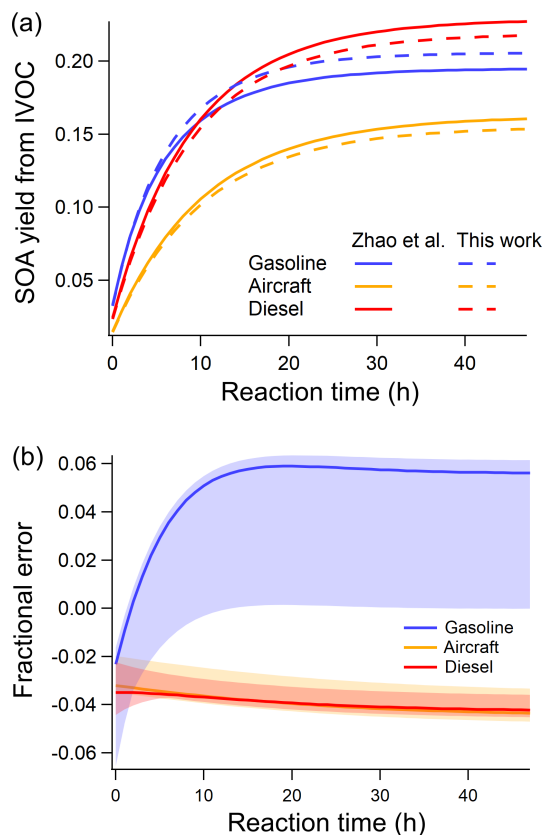 (a)
SOA yield from IVOC
0.20
0.15
0.10
0.05
Zhao et al. This work
Gasoline
Aircraft
Diesel
0 10 20 30 40
Reaction time (h)
(b)
Fractional error
0.06
0.04
0.02
0.00
-0.02
-0.04
-0.06
Gasoline
Aircraft
Diesel
0 10 20 30 40
Reaction time (h)